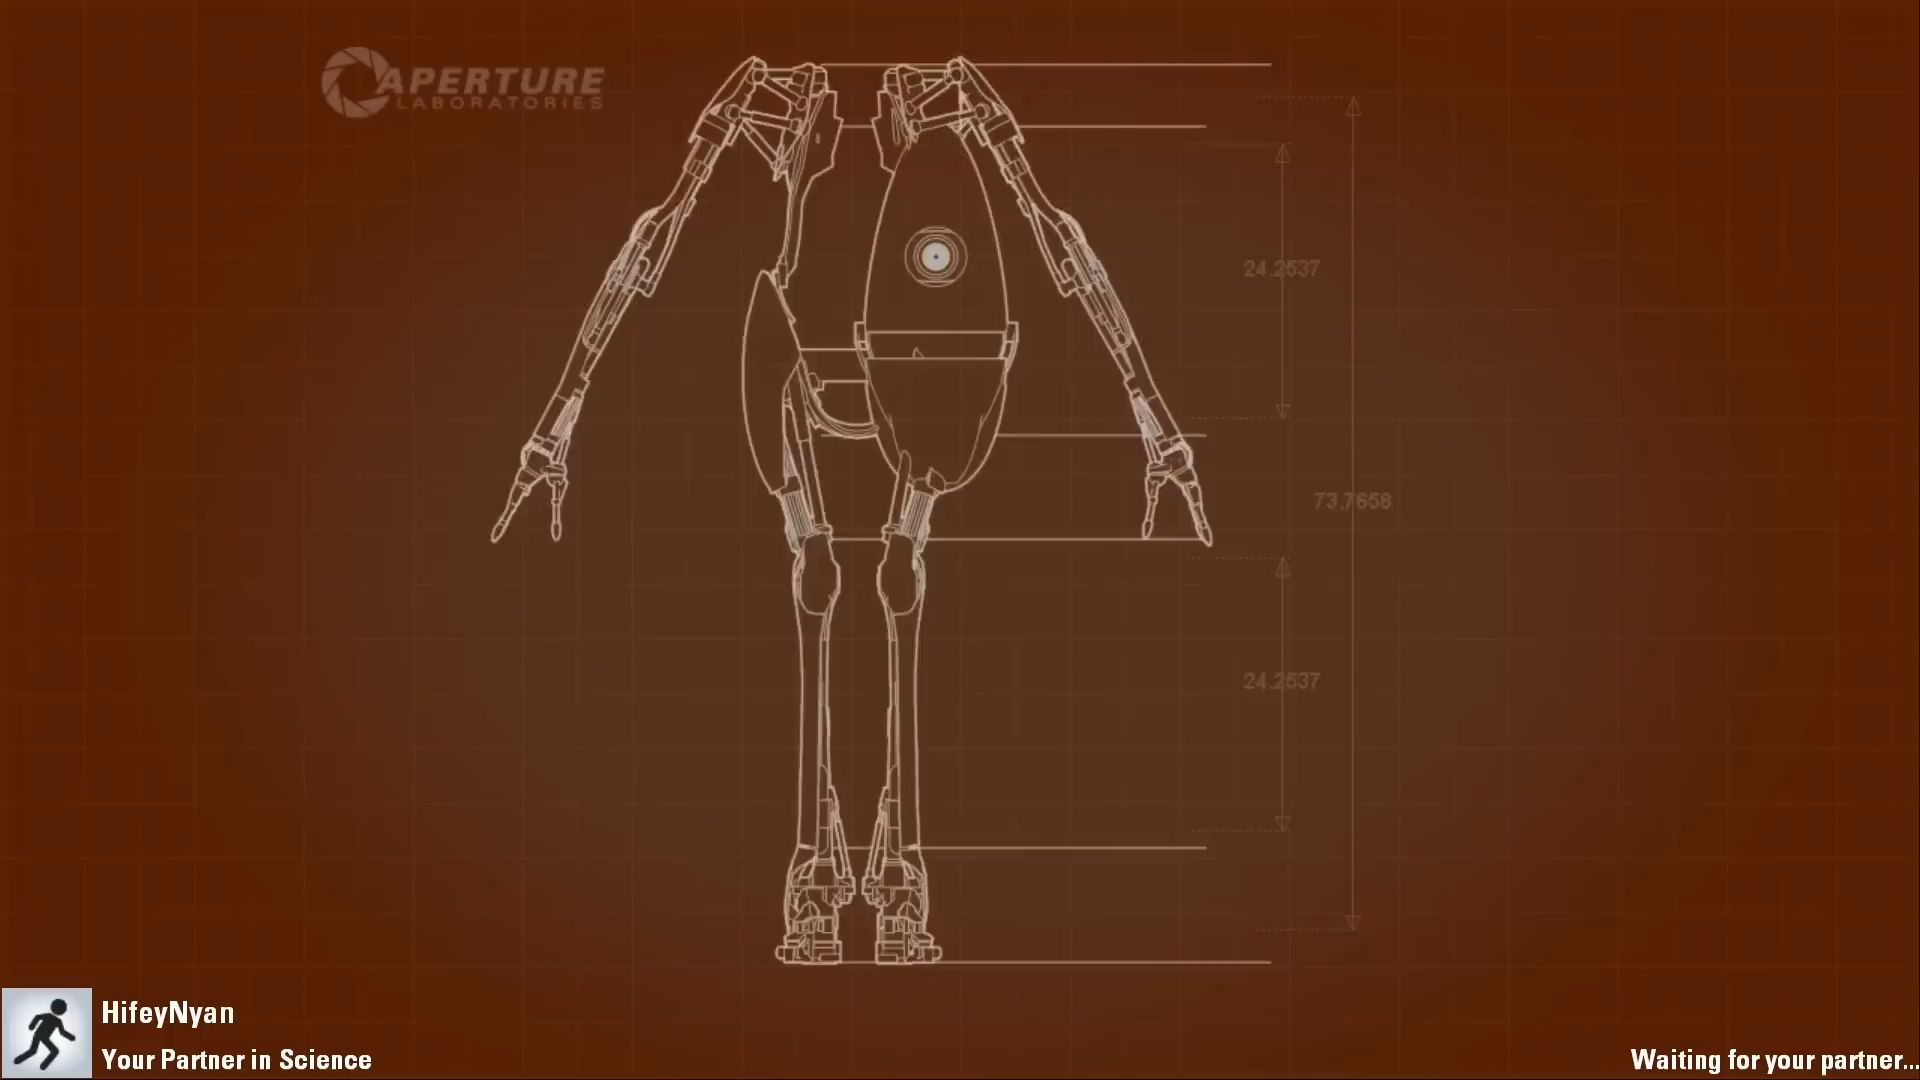 APERTURE
LABORATORIES
24.2537
73.7658
24.2537
HifeyNyan
Your Partner in Science
Waiting for your partner...